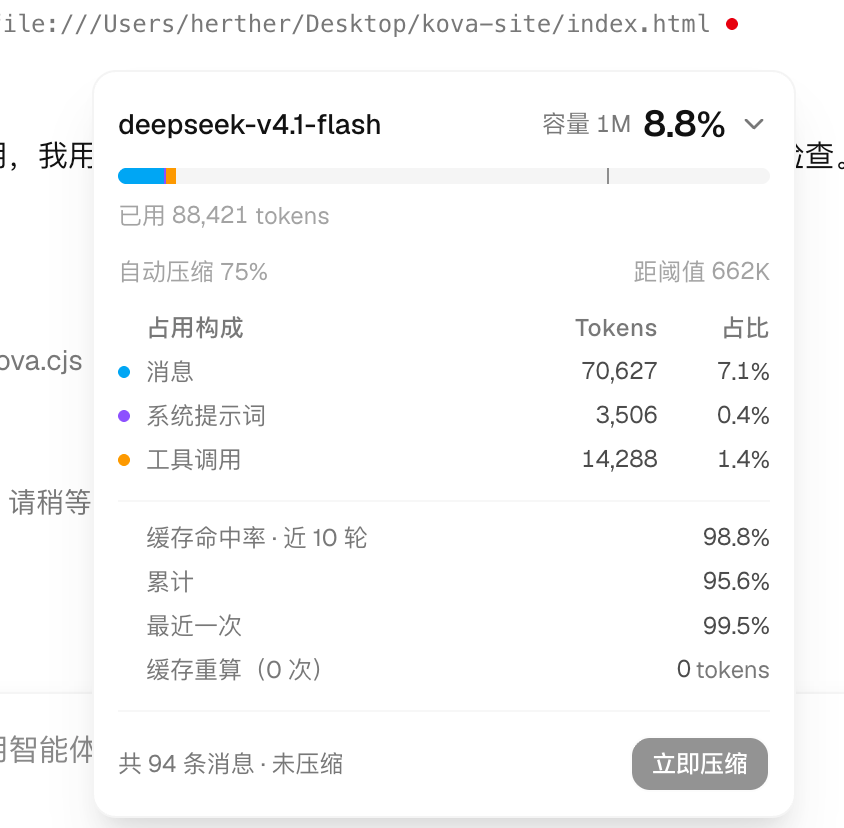 file:///Users/herther/Desktop/kova-site/index.html
deepseek-v4.1-flash 容量 1M 8.8%
，我用
查。
已用 88,421 tokens
自动压缩 75% 距阈值 662K
占用构成 Tokens 占比
ova.cjs
消息 70,627 7.1%
系统提示词 3,506 0.4%
工具调用 14,288 1.4%
请稍等
缓存命中率 · 近 10 轮 98.8%
累计 95.6%
最近一次 99.5%
缓存重算（0 次） 0 tokens
用智能体
共 94 条消息 · 未压缩 立即压缩